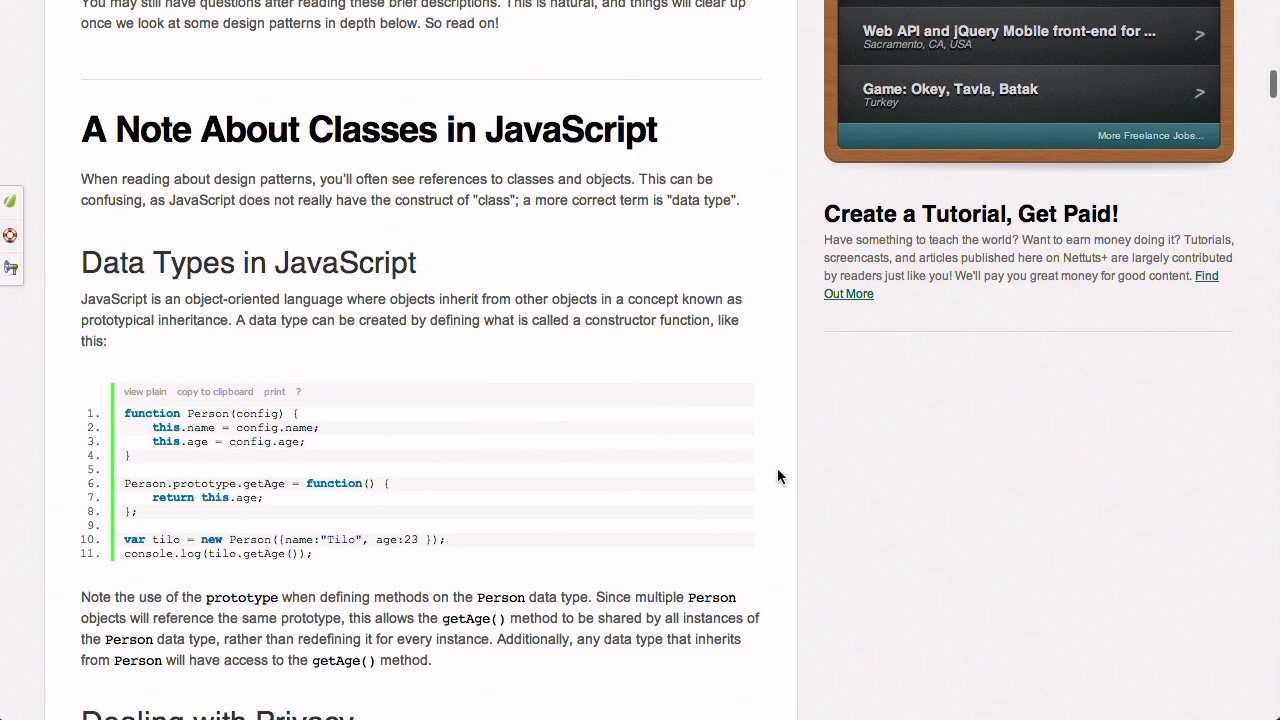 You may still have questions after reading these brief descriptions. This is natural, and things will clear up
once we look at some design patterns in depth below. So read on!
A Note About Classes in JavaScript
When reading about design patterns, you'll often see references to classes and objects. This can be
confusing, as JavaScript does not really have the construct of "class"; a more correct term is "data type".
Data Types in JavaScript
JavaScript is an object-oriented language where objects inherit from other objects in a concept known as
prototypical inheritance. A data type can be created by defining what is called a constructor function, like
this:
view plain copy to clipboard print ?
1. function Person(config) {
2.     this.name = config.name;
3.     this.age = config.age;
4. }
5.
6. Person.prototype.getAge = function() {
7.     return this.age;
8. };
9.
10. var tilo = new Person({name:"Tilo", age:23 });
11. console.log(tilo.getAge());
Note the use of the prototype when defining methods on the Person data type. Since multiple Person
objects will reference the same prototype, this allows the getAge() method to be shared by all instances of
the Person data type, rather than redefining it for every instance. Additionally, any data type that inherits
from Person will have access to the getAge() method.
Dealing with Privacy
Web API and jQuery Mobile front-end for ...
Sacramento, CA, USA
>
Game: Okey, Tavla, Batak
Turkey
>
More Freelance Jobs...
Create a Tutorial, Get Paid!
Have something to teach the world? Want to earn money doing it? Tutorials,
screencasts, and articles published here on Nettuts+ are largely contributed
by readers just like you! We'll pay you great money for good content. Find
Out More